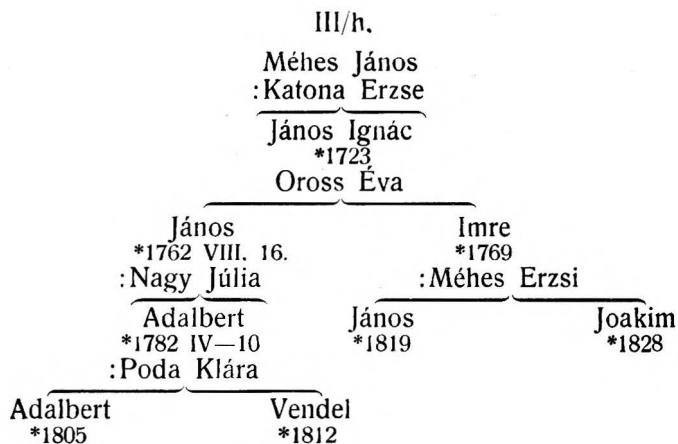 III/h.
Méhes János
:Katona Erzse
János Ignác
*1723
Oross Éva
János Imre
*1762 VIII. 16. *1769
:Nagy Júlia :Méhes Erzsi
Adalbert János Joakim
*1782 IV—10 *1819 *1828
:Poda Klára
Adalbert Vendel
*1805 *1812